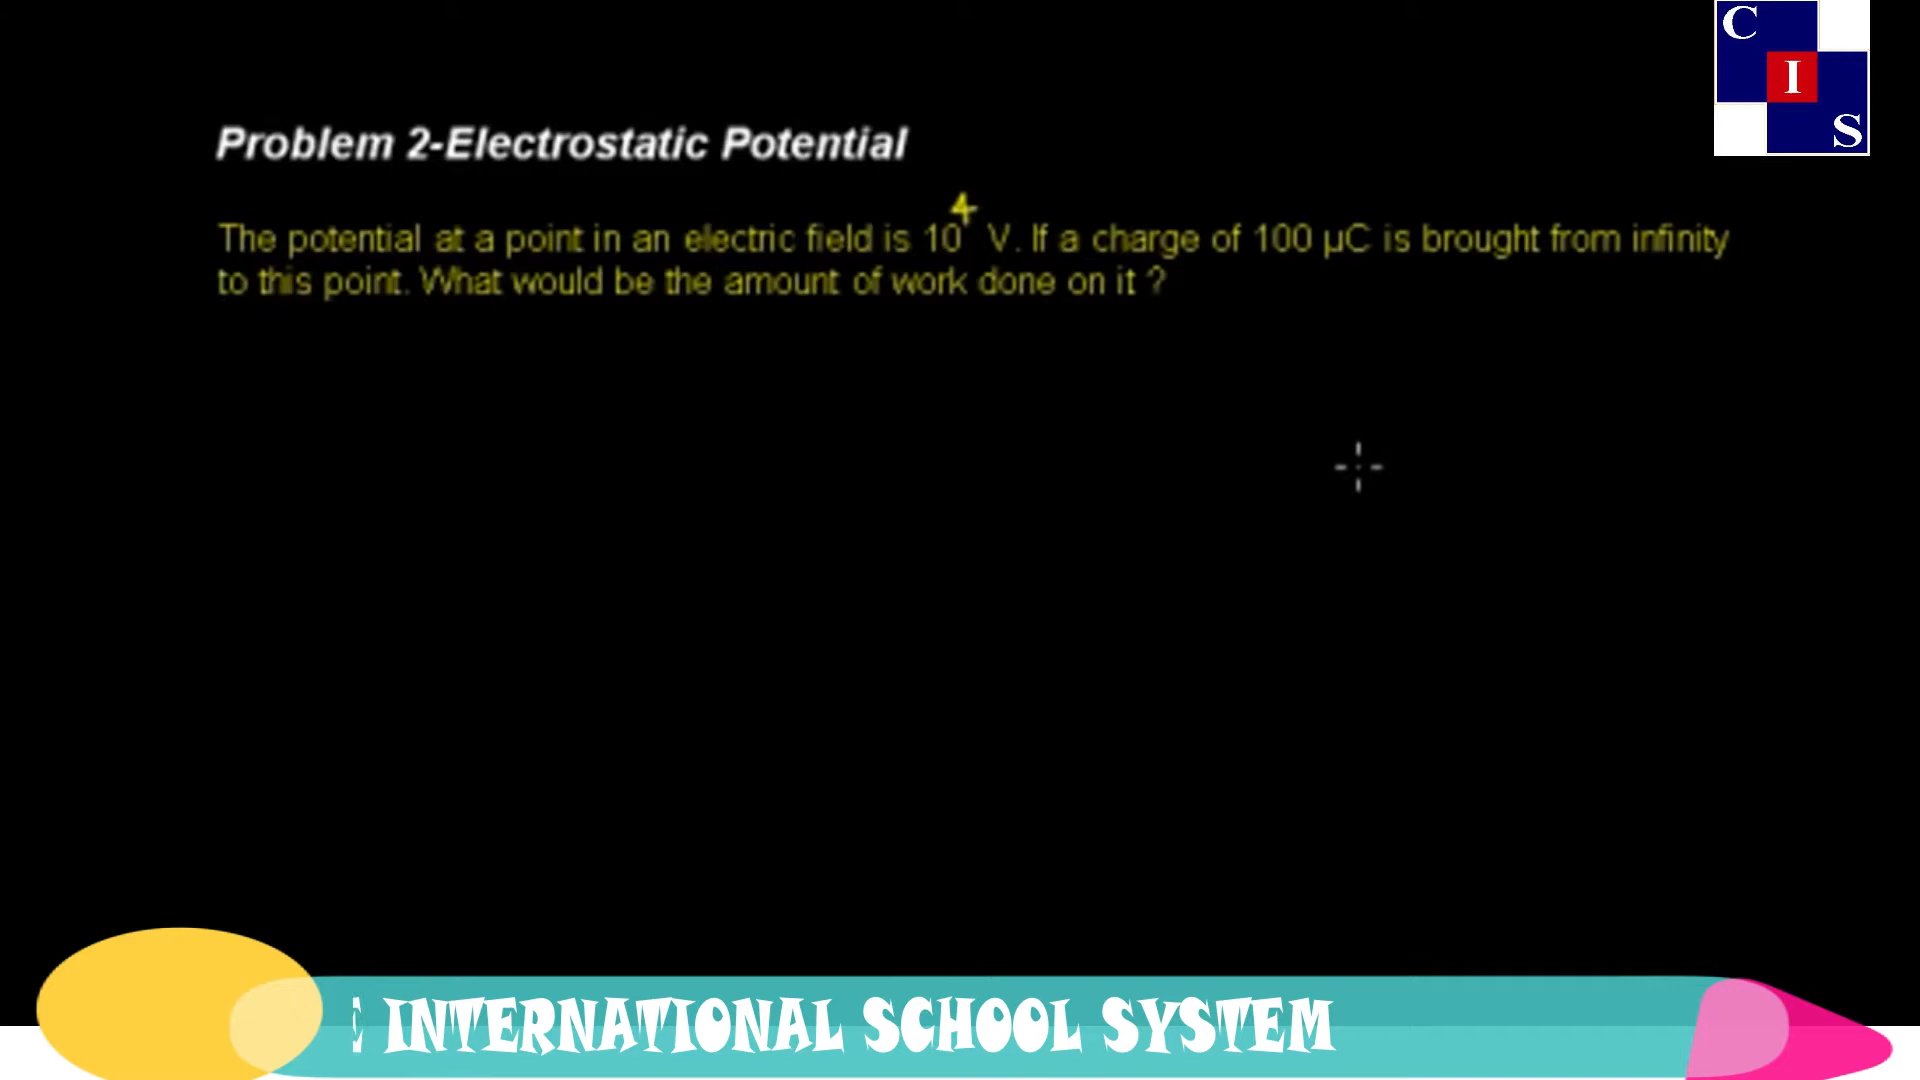 C
I
S
Problem 2-Electrostatic Potential
The potential at a point in an electric field is 10⁴ V. If a charge of 100 µC is brought from infinity
to this point. What would be the amount of work done on it ?
INTERNATIONAL SCHOOL SYSTEM